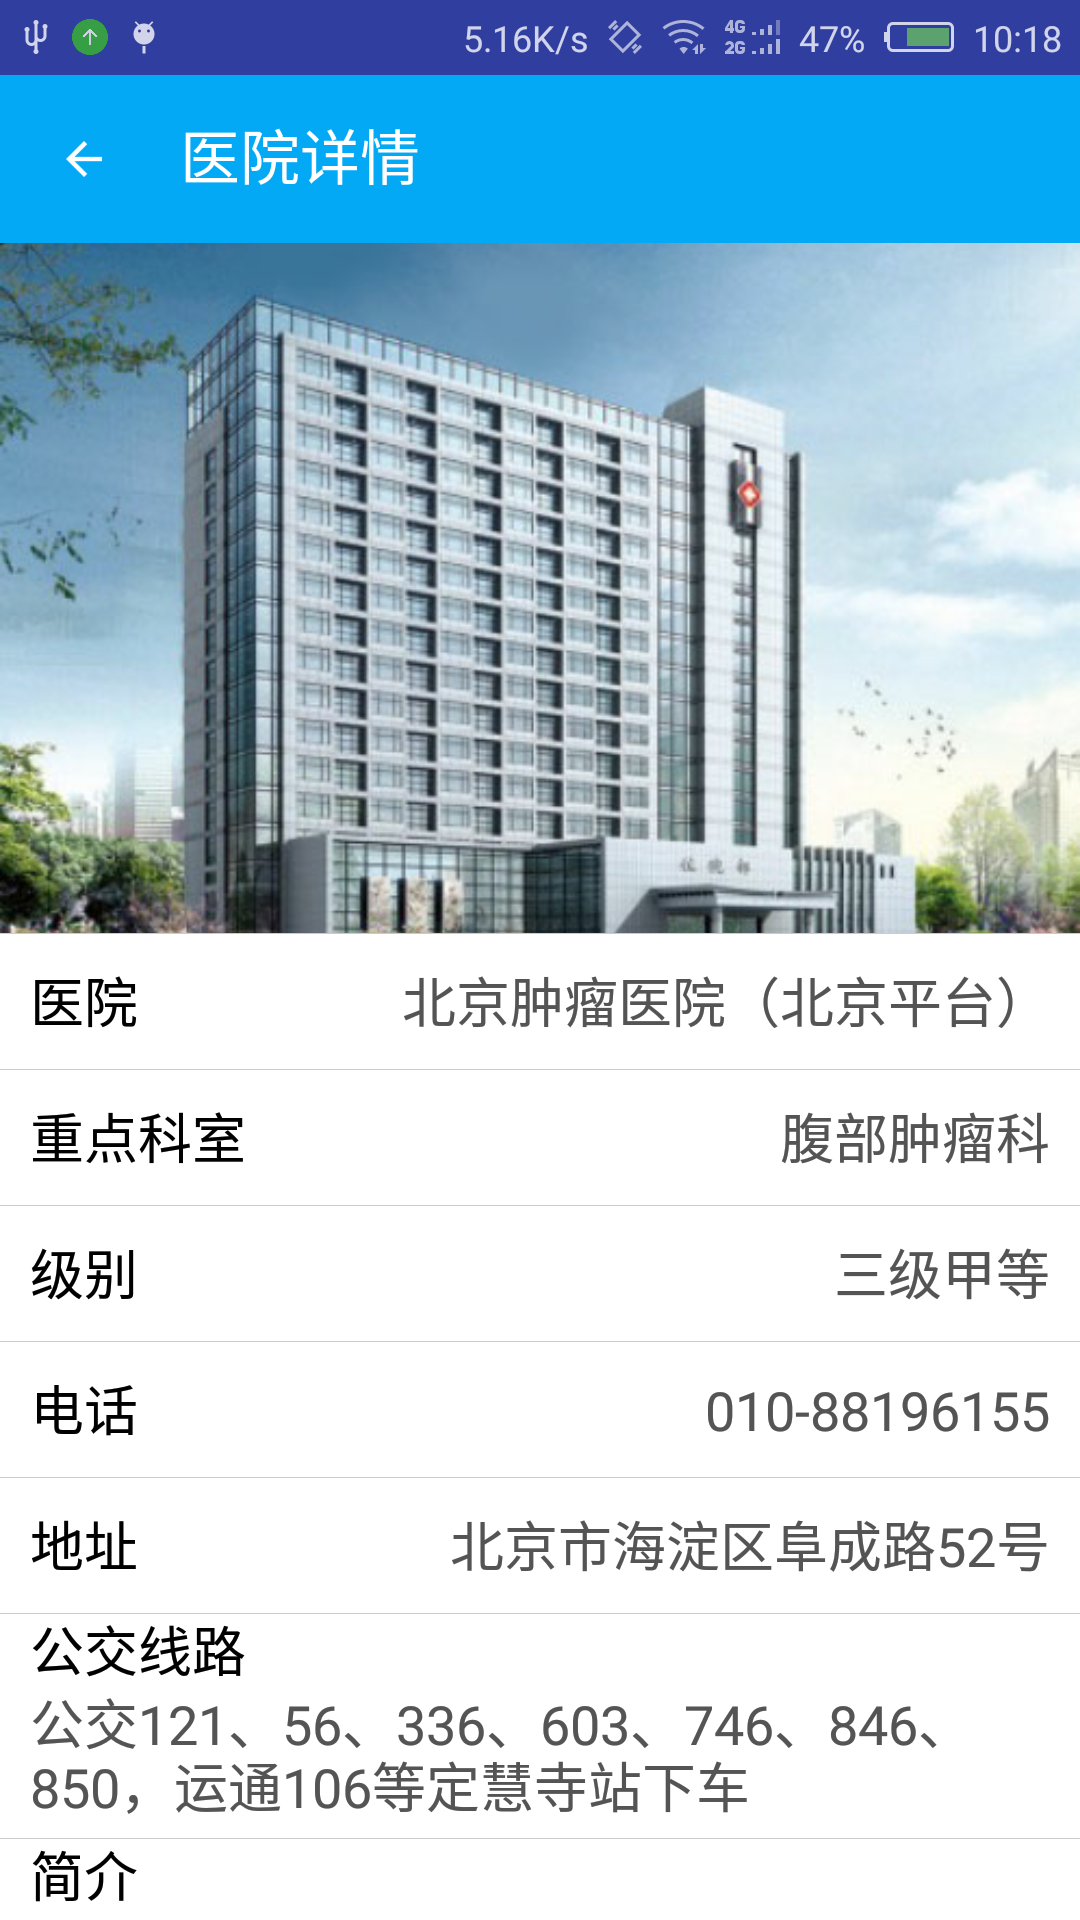 5.16K/s 4G 2G 47% 10:18
医院详情
住院部
医院 北京肿瘤医院（北京平台）
重点科室 腹部肿瘤科
级别 三级甲等
电话 010-88196155
地址 北京市海淀区阜成路52号
公交线路
公交121、56、336、603、746、846、
850，运通106等定慧寺站下车
简介